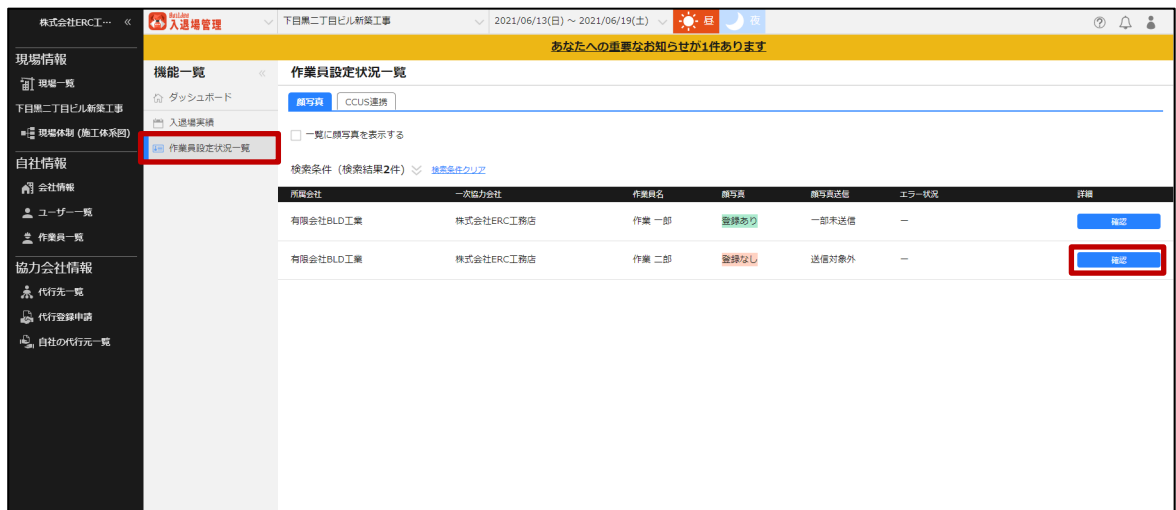 株式会社ERC工… «
現場情報
現場一覧
下目黒二丁目ビル新築工事
現場体制 (施工体系図)
自社情報
会社情報
ユーザー一覧
作業員一覧
協力会社情報
代行先一覧
代行登録申請
自社の代行元一覧
入退場管理
下目黒二丁目ビル新築工事
2021/06/13(日) ～ 2021/06/19(土)
昼
夜
あなたへの重要なお知らせが1件あります
機能一覧 «
ダッシュボード
入退場実績
作業員設定状況一覧
作業員設定状況一覧
顔写真 CCUS連携
一覧に顔写真を表示する
検索条件（検索結果2件） 検索条件クリア
所属会社 一次協力会社 作業員名 顔写真 顔写真送信 エラー状況 詳細
有限会社BLD工業 株式会社ERC工務店 作業 一郎 登録あり 一部未送信 － 確認
有限会社BLD工業 株式会社ERC工務店 作業 二郎 登録なし 送信対象外 － 確認